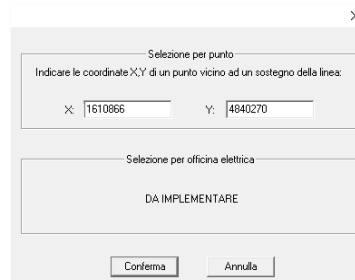 Selezione per punto
Indicare le coordinate X,Y di un punto vicino ad un sostegno della linea:
X: 1610866 Y: 4840270
Selezione per officina elettrica
DA IMPLEMENTARE
Conferma Annulla